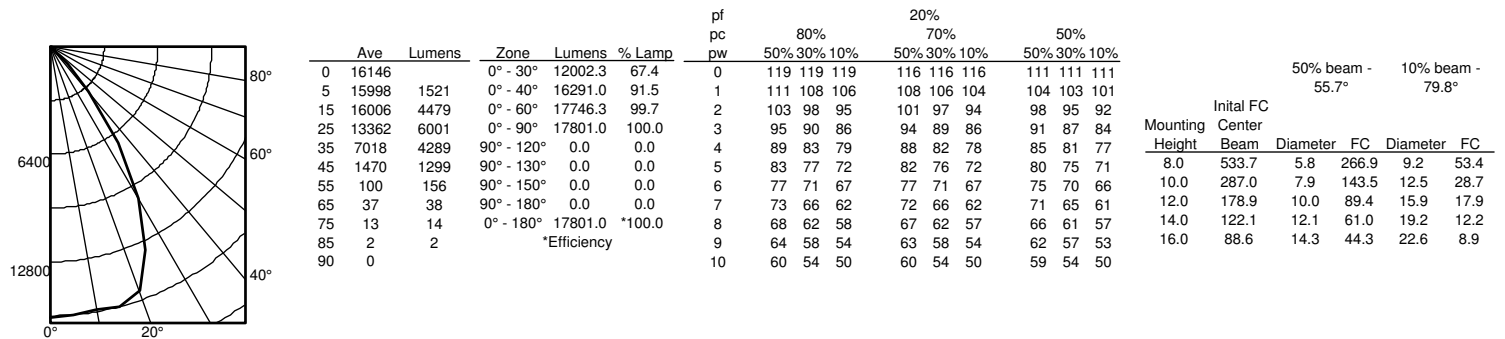 80°
60°
40°
6400
12800
0° 20°
Ave Lumens
0 16146
5 15998 1521
15 16006 4479
25 13362 6001
35 7018 4289
45 1470 1299
55 100 156
65 37 38
75 13 14
85 2 2
90 0
Zone Lumens % Lamp
0° - 30° 12002.3 67.4
0° - 40° 16291.0 91.5
0° - 60° 17746.3 99.7
0° - 90° 17801.0 100.0
90° - 120° 0.0 0.0
90° - 130° 0.0 0.0
90° - 150° 0.0 0.0
90° - 180° 0.0 0.0
0° - 180° 17801.0 *100.0
*Efficiency
pf 20%
pc 80% 70% 50%
pw 50% 30% 10% 50% 30% 10% 50% 30% 10%
0 119 119 119 116 116 116 111 111 111
1 111 108 106 108 106 104 104 103 101
2 103 98 95 101 97 94 98 95 92
3 95 90 86 94 89 86 91 87 84
4 89 83 79 88 82 78 85 81 77
5 83 77 72 82 76 72 80 75 71
6 77 71 67 77 71 67 75 70 66
7 73 66 62 72 66 62 71 65 61
8 68 62 58 67 62 57 66 61 57
9 64 58 54 63 58 54 62 57 53
10 60 54 50 60 54 50 59 54 50
50% beam - 10% beam -
55.7° 79.8°
Inital FC
Mounting Center
Height Beam Diameter FC Diameter FC
8.0 533.7 5.8 266.9 9.2 53.4
10.0 287.0 7.9 143.5 12.5 28.7
12.0 178.9 10.0 89.4 15.9 17.9
14.0 122.1 12.1 61.0 19.2 12.2
16.0 88.6 14.3 44.3 22.6 8.9